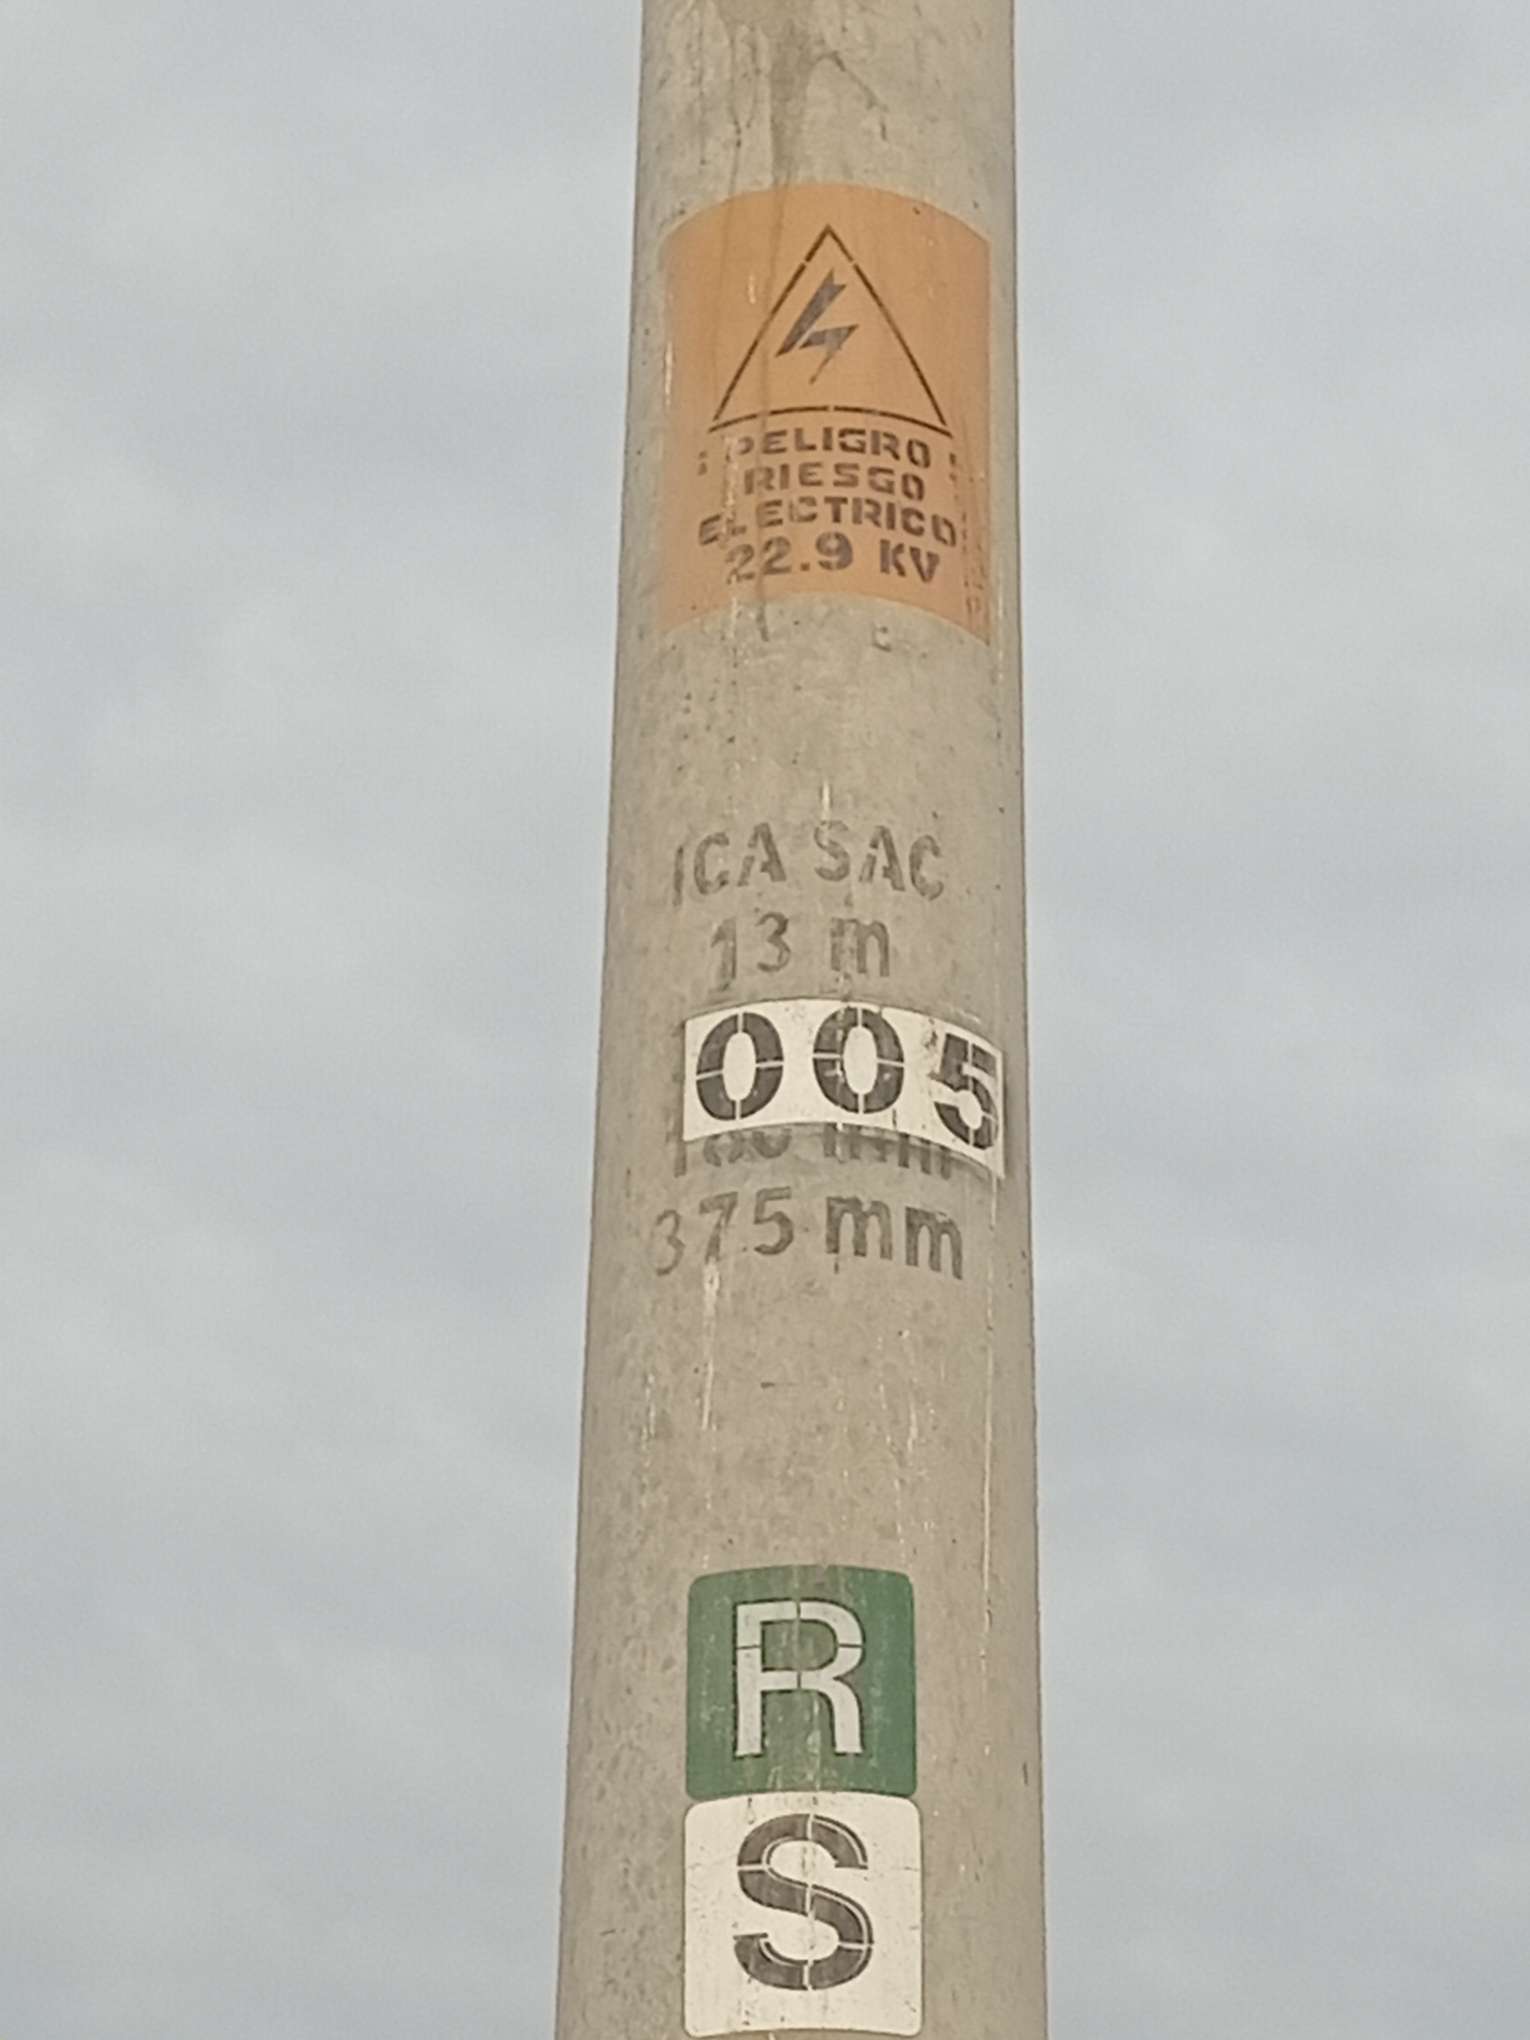 ¡PELIGRO!
RIESGO
ELECTRICO
22.9 KV
ICA SAC
13 m
005
375 mm
R
S